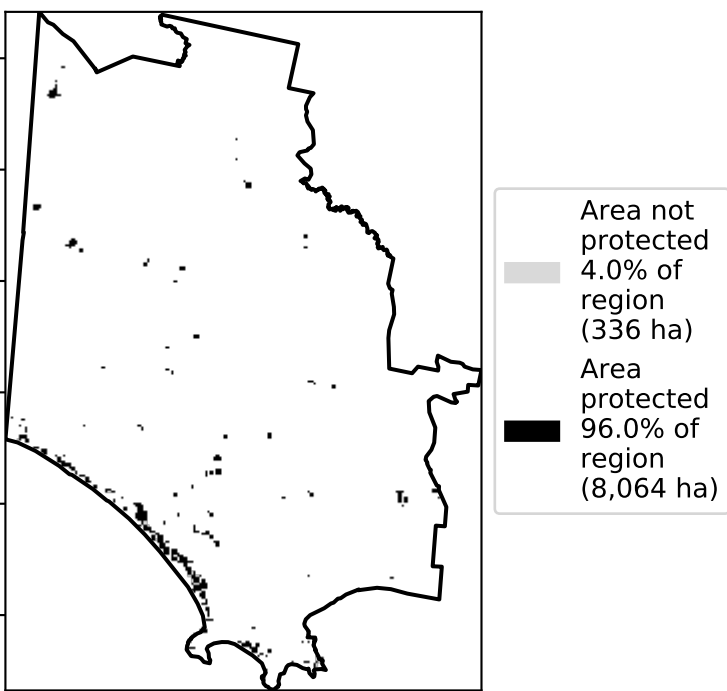 Area not
protected
4.0% of
region
(336 ha)
Area
protected
96.0% of
region
(8,064 ha)